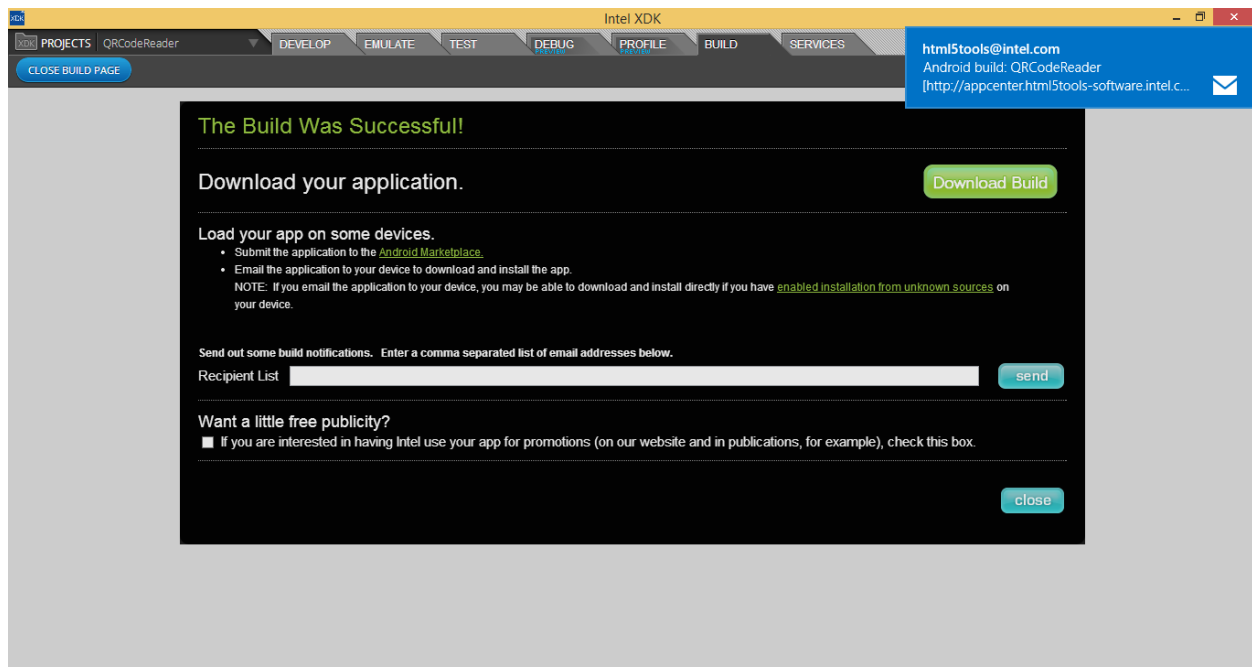 XDK
Intel XDK
XDK PROJECTS QRCodeReader DEVELOP EMULATE TEST DEBUG PROFILE BUILD SERVICES
PREVIEW PREVIEW
CLOSE BUILD PAGE
html5tools@intel.com
Android build: QRCodeReader
[http://appcenter.html5tools-software.intel.c...
The Build Was Successful!
Download your application.
Download Build
Load your app on some devices.
• Submit the application to the Android Marketplace.
• Email the application to your device to download and install the app.
NOTE: If you email the application to your device, you may be able to download and install directly if you have enabled installation from unknown sources on
your device.
Send out some build notifications. Enter a comma separated list of email addresses below.
Recipient List
send
Want a little free publicity?
If you are interested in having Intel use your app for promotions (on our website and in publications, for example), check this box.
close